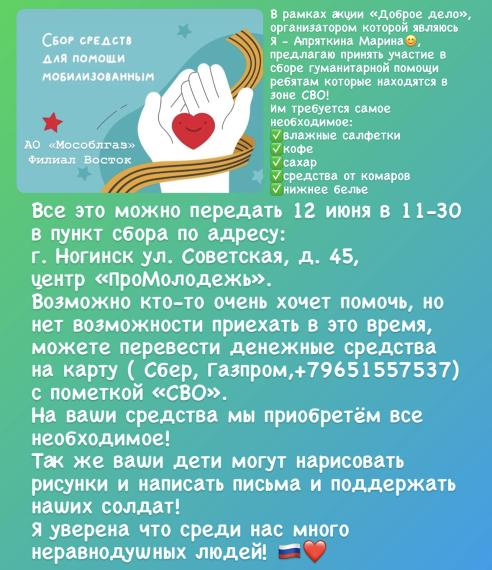 Сбор средств
для помощи
мобилизованным
АО «Мособлгаз»
Филиал Восток
В рамках акции «Доброе дело»,
организатором которой являюсь
Я - Апряткина Марина😊,
предлагаю принять участие в
сборе гуманитарной помощи
ребятам которые находятся в
зоне СВО!
Им требуется самое
необходимое:
✅влажные салфетки
✅кофе
✅сахар
✅средства от комаров
✅нижнее белье
Все это можно передать 12 июня в 11-30
в пункт сбора по адресу:
г. Ногинск ул. Советская, д. 45,
центр «ПроМолодежь».
Возможно кто-то очень хочет помочь, но
нет возможности приехать в это время,
можете перевести денежные средства
на карту ( Сбер, Газпром,+79651557537)
с пометкой «СВО».
На ваши средства мы приобретём все
необходимое!
Так же ваши дети могут нарисовать
рисунки и написать письма и поддержать
наших солдат!
Я уверена что среди нас много
неравнодушных людей! 🇷🇺❤️